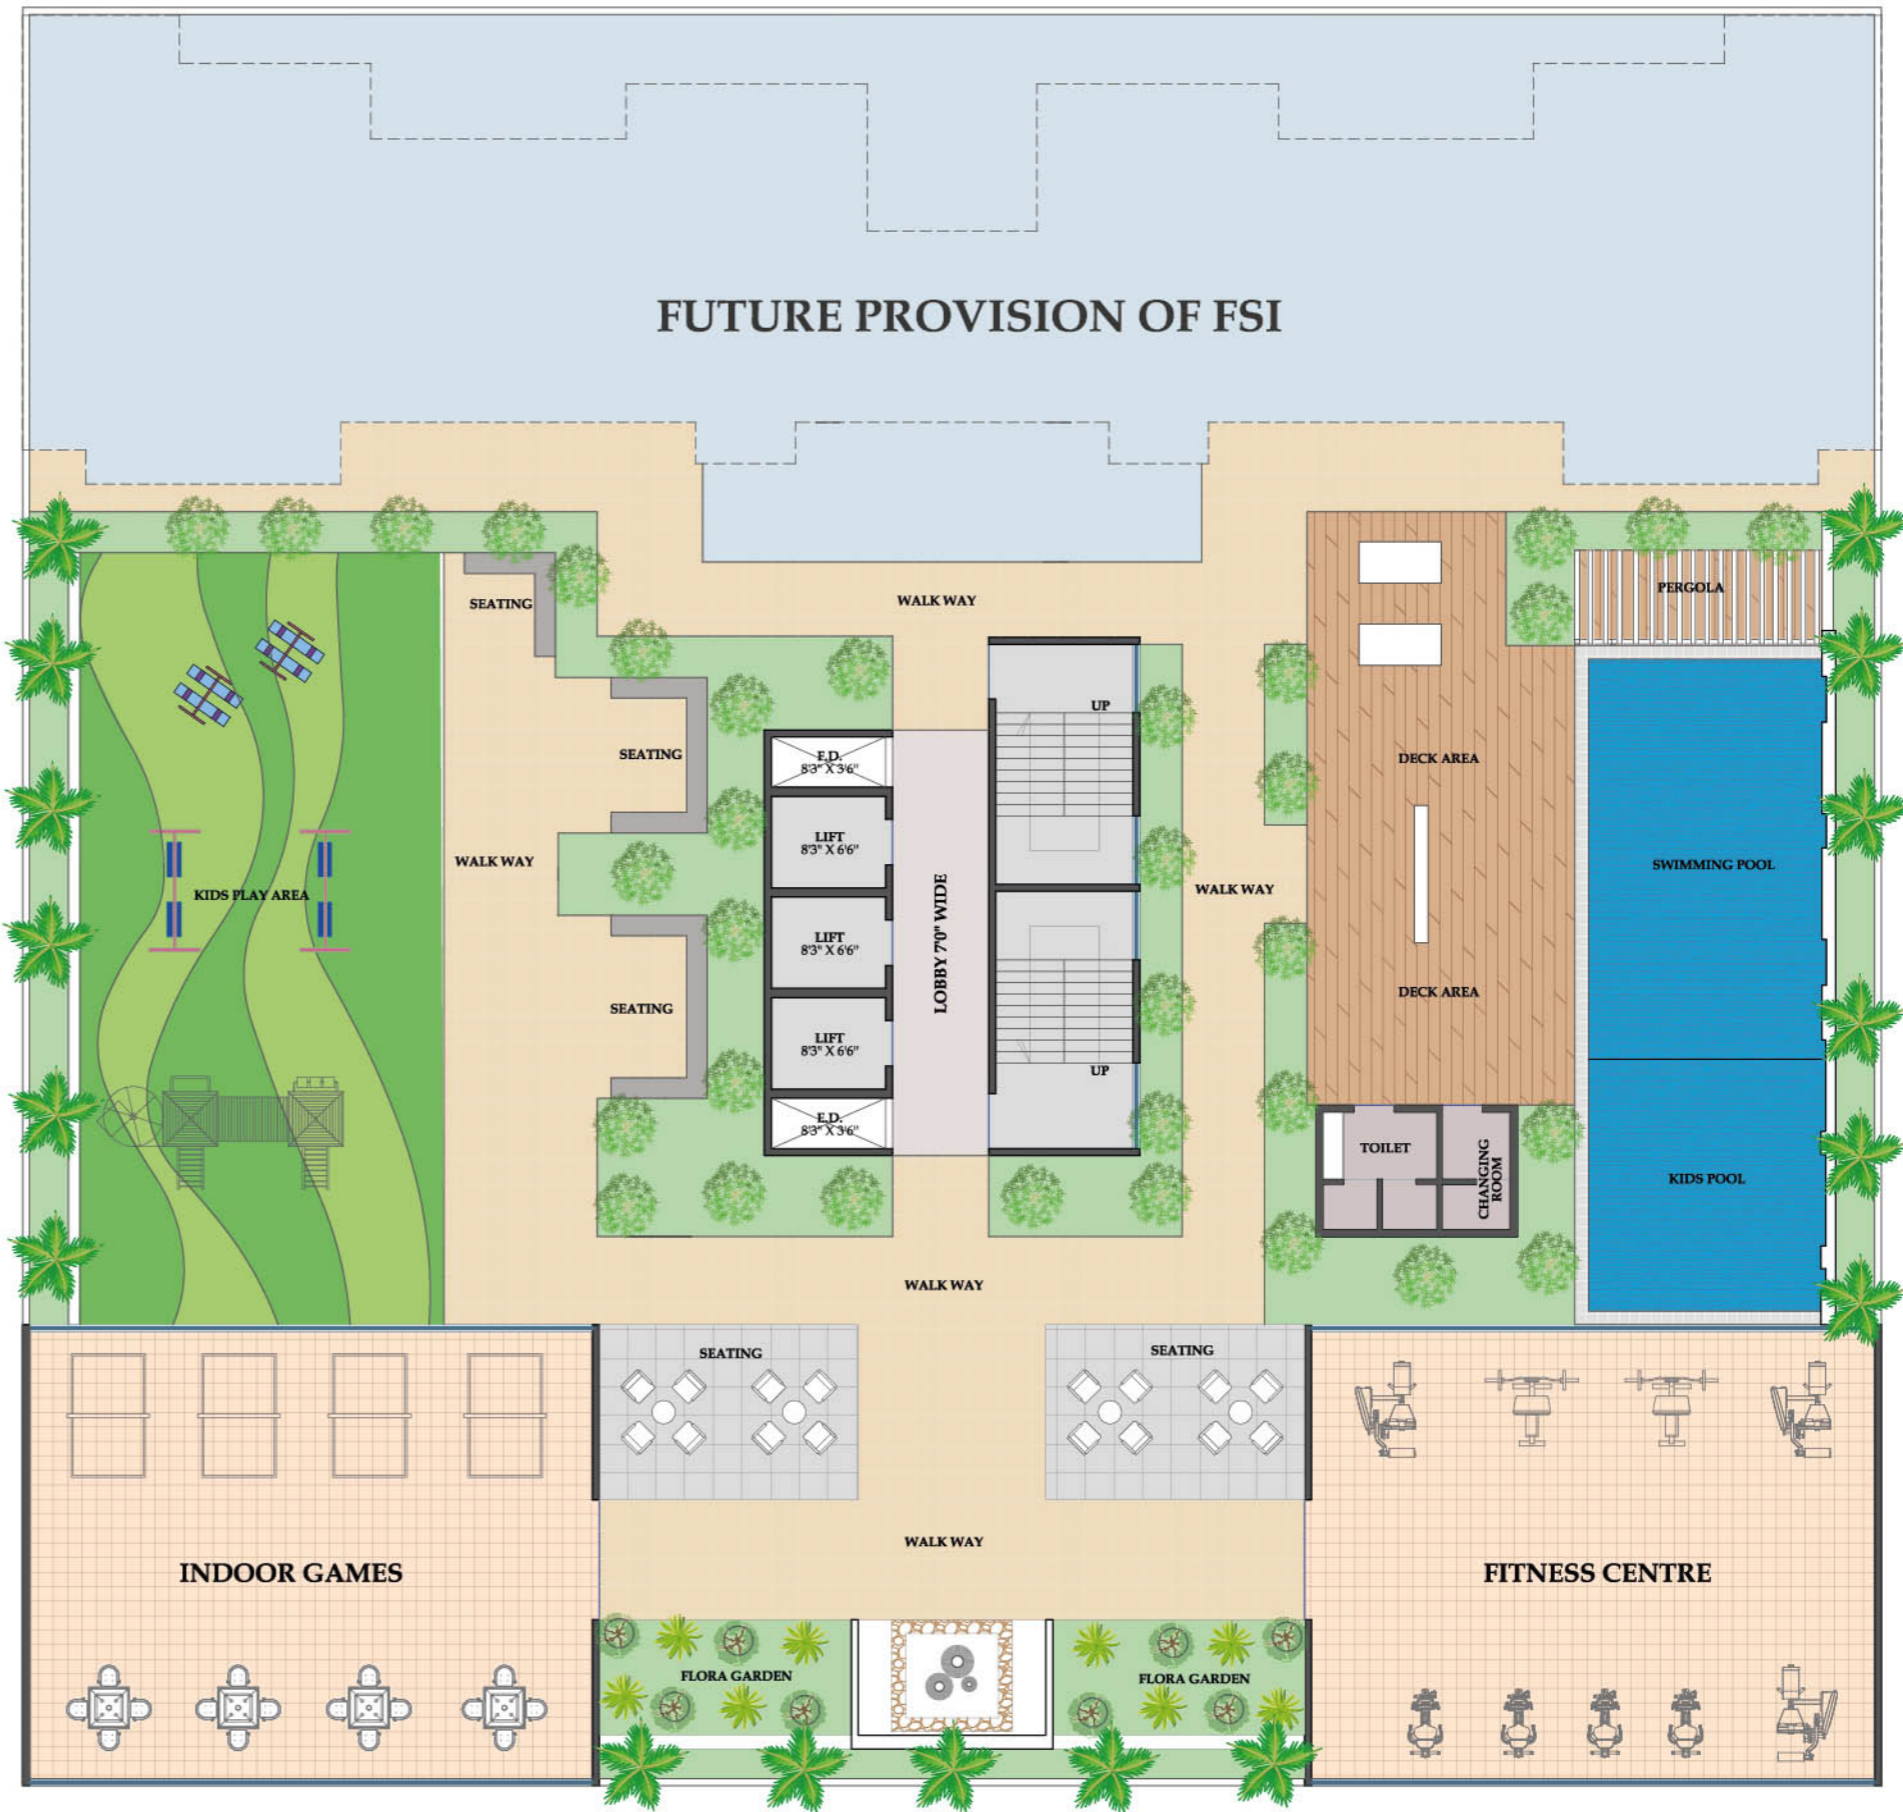 FUTURE PROVISION OF FSI
PERGOLA
SEATING
WALK WAY
UP
SEATING
F.D.
8'3" X 3'6"
DECK AREA
LIFT
8'3" X 6'6"
WALK WAY
KIDS PLAY AREA
LOBBY 7'0" WIDE
WALK WAY
SWIMMING POOL
LIFT
8'3" X 6'6"
SEATING
DECK AREA
LIFT
8'3" X 6'6"
UP
E.D.
8'3" X 3'6"
TOILET
CHANGING
ROOM
KIDS POOL
WALK WAY
SEATING
SEATING
WALK WAY
INDOOR GAMES
FITNESS CENTRE
FLORA GARDEN
FLORA GARDEN